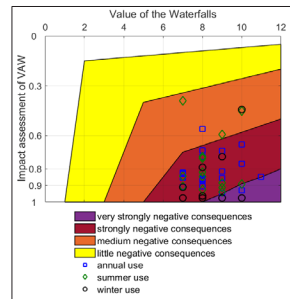 Value of the Waterfalls
0 2 4 6 8 10 12
Impact assessment of VAW
0
0.3
0.6
0.8
0.9
1
very strongly negative consequences
strongly negative consequences
medium negative consequences
little negative consequences
annual use
summer use
winter use